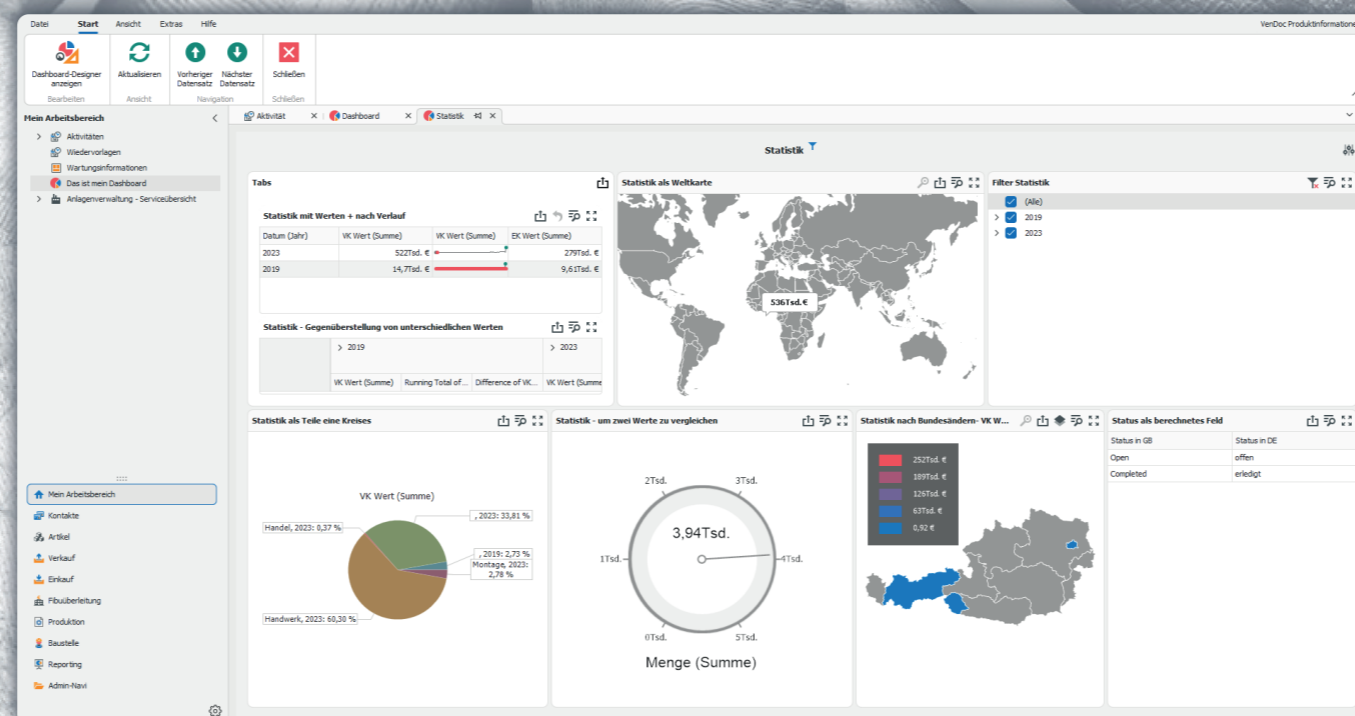 Datei Start Ansicht Extras Hilfe
VenDoc Produktinformatione
Dashboard-Designer anzeigen
Aktualisieren
Vorheriger Datensatz
Nächster Datensatz
Schließen
Bearbeiten
Ansicht
Navigation
Schließen
Mein Arbeitsbereich
Aktivitäten
Wiedervorlagen
Wartungsinformationen
Das ist mein Dashboard
Anlagenverwaltung - Serviceübersicht
Mein Arbeitsbereich
Kontakte
Artikel
Verkauf
Einkauf
Fibuüberleitung
Produktion
Baustelle
Reporting
Admin-Navi
Aktivität
Dashboard
Statistik
Statistik
Tabs
Statistik mit Werten + nach Verlauf
Datum (Jahr) VK Wert (Summe) VK Wert (Summe) EK Wert (Summe)
2023 522Tsd. € 279Tsd. €
2019 14,7Tsd. € 9,61Tsd. €
Statistik - Gegenüberstellung von unterschiedlichen Werten
2019 2023
VK Wert (Summe) Running Total of... Difference of VK... VK Wert (Summe
Statistik als Weltkarte
536Tsd. €
Filter Statistik
(Alle)
2019
2023
Statistik als Teile eine Kreises
VK Wert (Summe)
, 2023: 33,81 %
Handel, 2023: 0,37 %
, 2019: 2,73 %
Montage, 2023:
2,78 %
Handwerk, 2023: 60,30 %
Statistik - um zwei Werte zu vergleichen
2Tsd. 3Tsd.
3,94Tsd.
1Tsd. 4Tsd.
0Tsd. 5Tsd.
Menge (Summe)
Statistik nach Bundesändern- VK W...
252Tsd. €
189Tsd. €
126Tsd. €
63Tsd. €
0,92 €
Status als berechnetes Feld
Status in GB Status in DE
Open offen
Completed erledigt